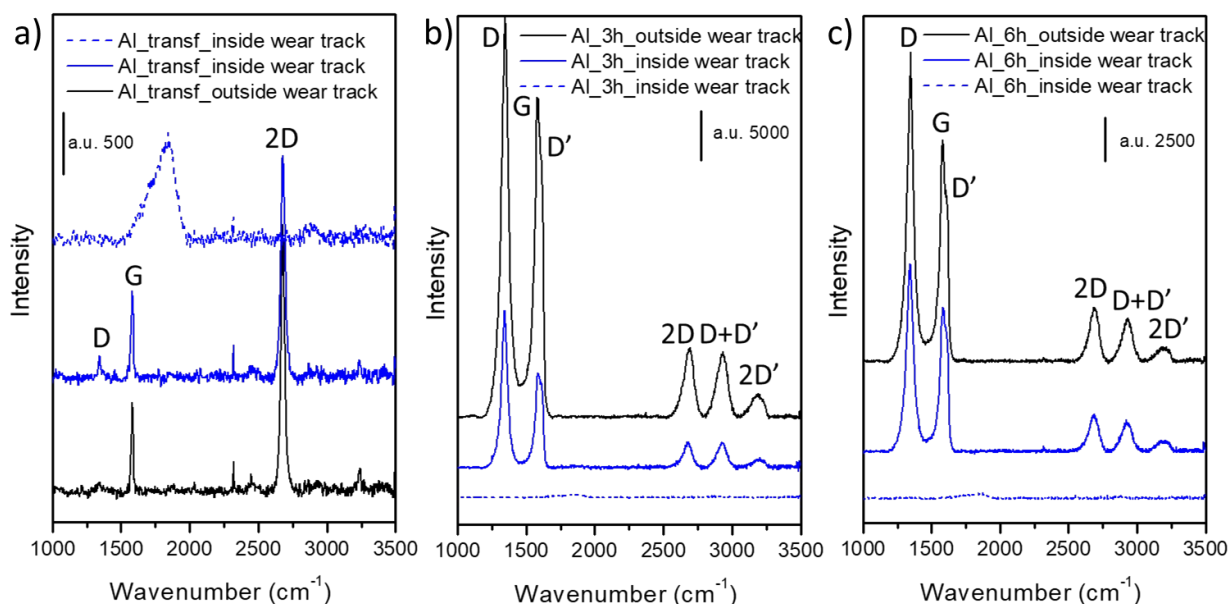 a)
Al_transf_inside wear track
Al_transf_inside wear track
Al_transf_outside wear track
a.u. 500
2D
G
D
Intensity
1000 1500 2000 2500 3000 3500
Wavenumber (cm⁻¹)
b)
Al_3h_outside wear track
Al_3h_inside wear track
Al_3h_inside wear track
D
G
D’
a.u. 5000
2D D+D’
2D’
Intensity
1000 1500 2000 2500 3000 3500
Wavenumber (cm⁻¹)
c)
Al_6h_outside wear track
Al_6h_inside wear track
Al_6h_inside wear track
D
G
D’
a.u. 2500
2D D+D’
2D’
Intensity
1000 1500 2000 2500 3000 3500
Wavenumber (cm⁻¹)